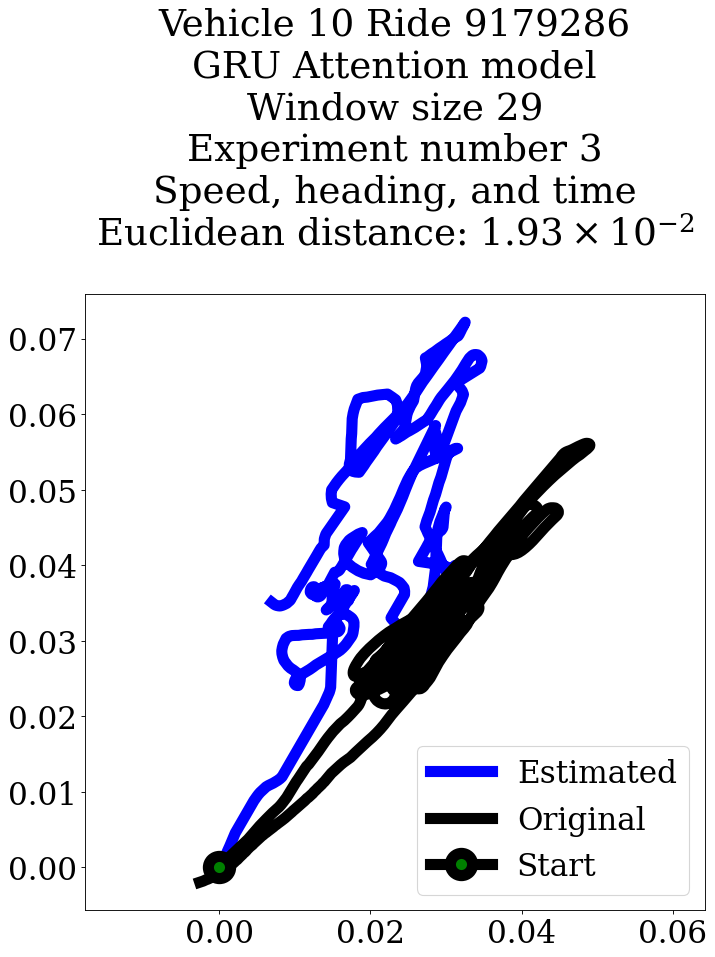 Vehicle 10 Ride 9179286
GRU Attention model
Window size 29
Experiment number 3
Speed, heading, and time
Euclidean distance: 1.93 × 10⁻²
0.07
0.06
0.05
0.04
0.03
0.02
0.01
0.00
Estimated
Original
Start
0.00 0.02 0.04 0.06